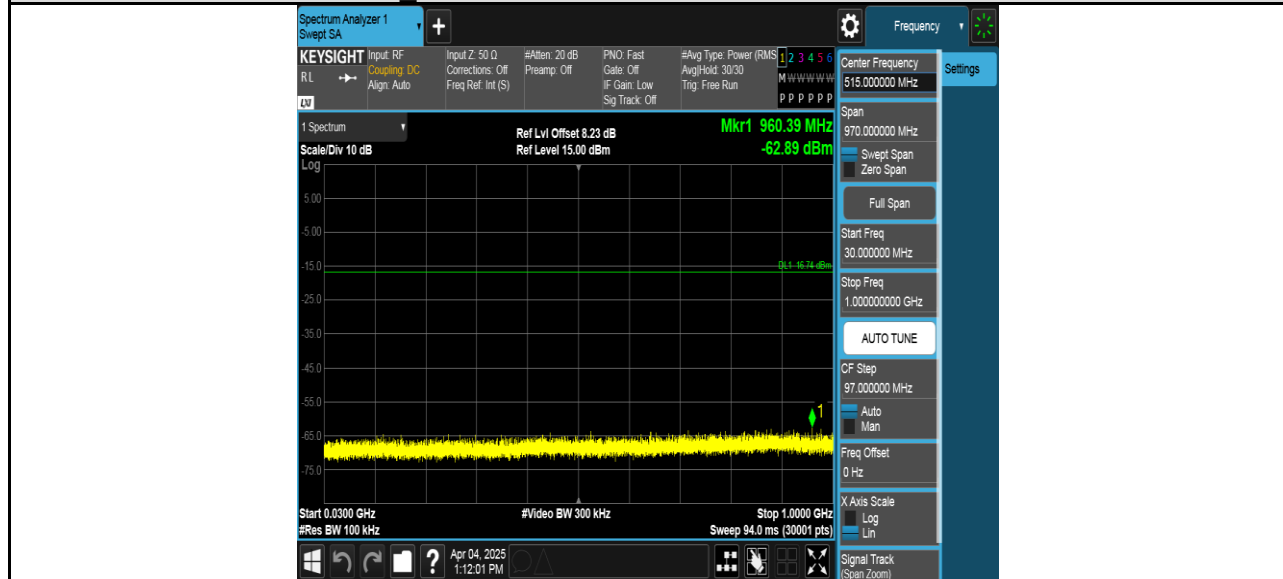 Spectrum Analyzer 1
Swept SA
+
Frequency
KEYSIGHT
RL
LXI
Input: RF
Coupling: DC
Align: Auto
Input Z: 50 Ω
Corrections: Off
Freq Ref: Int (S)
#Atten: 20 dB
Preamp: Off
PNO: Fast
Gate: Off
IF Gain: Low
Sig Track: Off
#Avg Type: Power (RMS
Avg|Hold: 30/30
Trig: Free Run
1 2 3 4 5 6
M W W W W W
P P P P P P
1 Spectrum
Scale/Div 10 dB
Ref Lvl Offset 8.23 dB
Ref Level 15.00 dBm
Mkr1 960.39 MHz
-62.89 dBm
Log
5.00
-5.00
-15.0
DL1 -16.74 dBm
-25.0
-35.0
-45.0
-55.0
1
-65.0
-75.0
Start 0.0300 GHz
#Video BW 300 kHz
Stop 1.0000 GHz
#Res BW 100 kHz
Sweep 94.0 ms (30001 pts)
?
Apr 04, 2025
1:12:01 PM
Center Frequency
515.000000 MHz
Settings
Span
970.000000 MHz
Swept Span
Zero Span
Full Span
Start Freq
30.000000 MHz
Stop Freq
1.000000000 GHz
AUTO TUNE
CF Step
97.000000 MHz
Auto
Man
Freq Offset
0 Hz
X Axis Scale
Log
Lin
Signal Track
(Span Zoom)